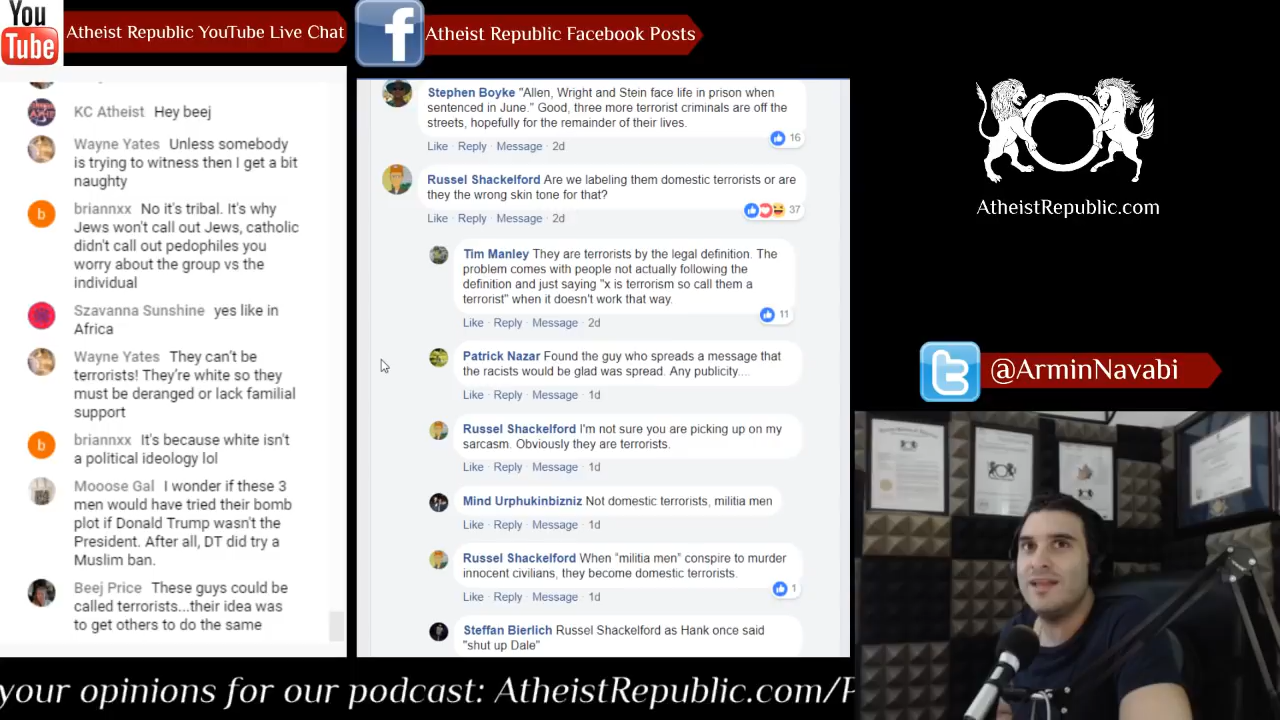 You
Tube
Atheist Republic YouTube Live Chat
KC Atheist Hey beej
Wayne Yates Unless somebody
is trying to witness then I get a bit
naughty
b
briannxx No it's tribal. It's why
Jews won't call out Jews, catholic
didn't call out pedophiles you
worry about the group vs the
individual
Szavanna Sunshine yes like in
Africa
Wayne Yates They can't be
terrorists! They're white so they
must be deranged or lack familial
support
b
briannxx It's because white isn't
a political ideology lol
Mooose Gal I wonder if these 3
men would have tried their bomb
plot if Donald Trump wasn't the
President. After all, DT did try a
Muslim ban.
Beej Price These guys could be
called terrorists...their idea was
to get others to do the same
f
Atheist Republic Facebook Posts
Stephen Boyke "Allen, Wright and Stein face life in prison when
sentenced in June." Good, three more terrorist criminals are off the
streets, hopefully for the remainder of their lives.
16
Like · Reply · Message · 2d
Russel Shackelford Are we labeling them domestic terrorists or are
they the wrong skin tone for that?
37
Like · Reply · Message · 2d
Tim Manley They are terrorists by the legal definition. The
problem comes with people not actually following the
definition and just saying "x is terrorism so call them a
terrorist" when it doesn't work that way.
11
Like · Reply · Message · 2d
Patrick Nazar Found the guy who spreads a message that
the racists would be glad was spread. Any publicity....
Like · Reply · Message · 1d
Russel Shackelford I'm not sure you are picking up on my
sarcasm. Obviously they are terrorists.
Like · Reply · Message · 1d
Mind Urphukinbizniz Not domestic terrorists, militia men
Like · Reply · Message · 1d
Russel Shackelford When "militia men" conspire to murder
innocent civilians, they become domestic terrorists.
1
Like · Reply · Message · 1d
Steffan Bierlich Russel Shackelford as Hank once said
"shut up Dale"
AtheistRepublic.com
@ArminNavabi
your opinions for our podcast: AtheistRepublic.com/P